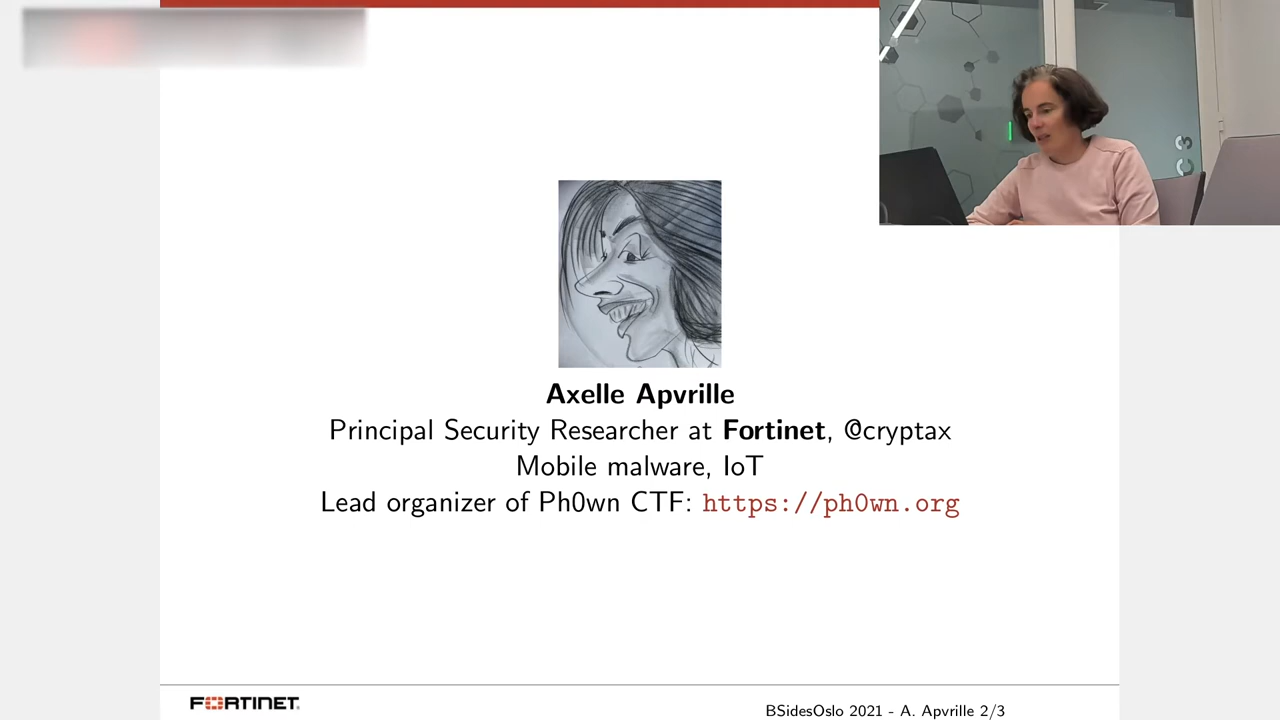 C3
Axelle Apvrille
Principal Security Researcher at Fortinet, @cryptax
Mobile malware, IoT
Lead organizer of Ph0wn CTF: https://ph0wn.org
FORTINET
BSidesOslo 2021 - A. Apvrille 2/3